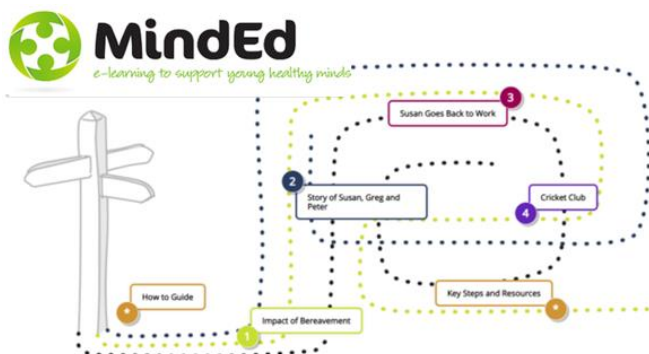 MindEd
e-learning to support young healthy minds
3
Susan Goes Back to Work
2
Story of Susan, Greg and
Peter
Cricket Club
4
How to Guide
*
Key Steps and Resources
*
Impact of Bereavement
1